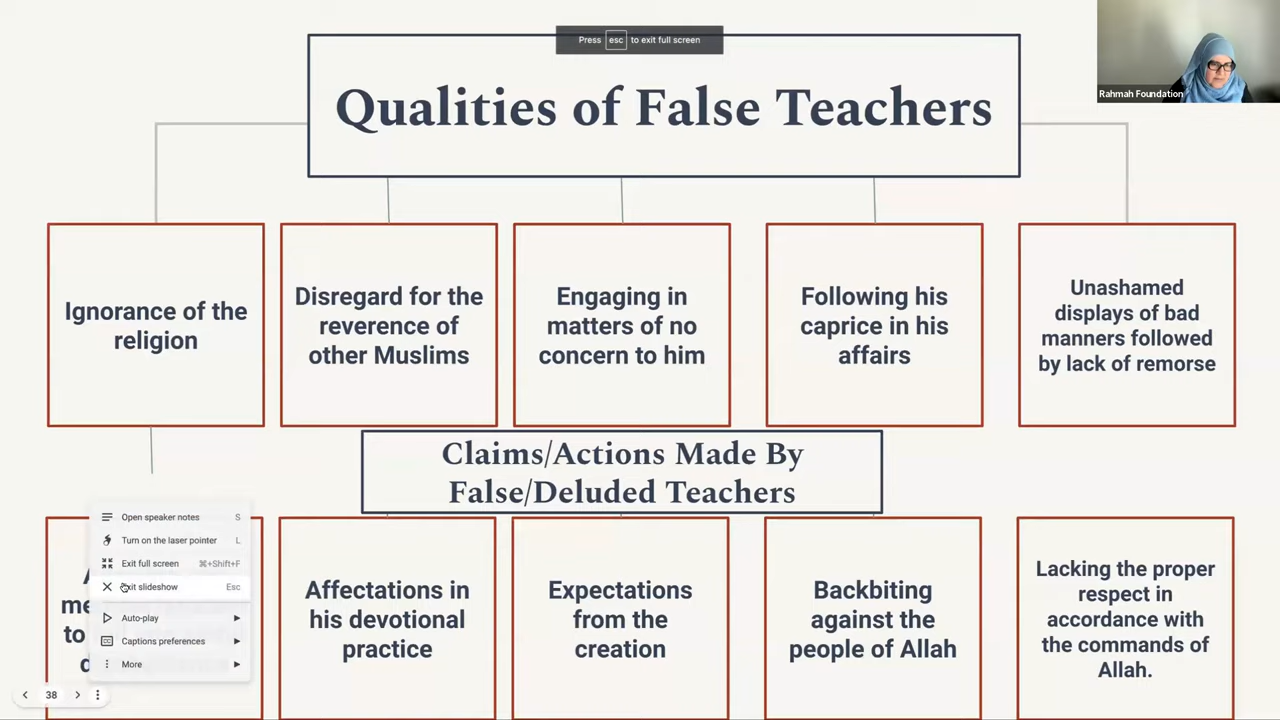 Press esc to exit full screen
Rahmah Foundation
Qualities of False Teachers
Ignorance of the
religion
Disregard for the
reverence of
other Muslims
Engaging in
matters of no
concern to him
Following his
caprice in his
affairs
Unashamed
displays of bad
manners followed
by lack of remorse
Claims/Actions Made By
False/Deluded Teachers
Affectations in
his devotional
practice
Expectations
from the
creation
Backbiting
against the
people of Allah
Lacking the proper
respect in
accordance with
the commands of
Allah.
Open speaker notes S
Turn on the laser pointer L
Exit full screen ⌘+Shift+F
Exit slideshow Esc
Auto-play
Captions preferences
More
38